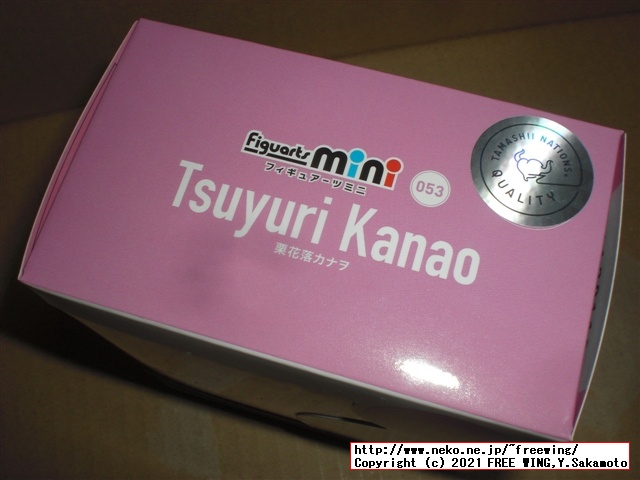 Figuarts mini
フィギュアーツミニ
053
Tsuyuri Kanao
栗花落カナヲ
TAMASHII NATIONS
QUALITY
http://www.neko.ne.jp/~freewing/
Copyright (c) 2021 FREE WING,Y.Sakamoto